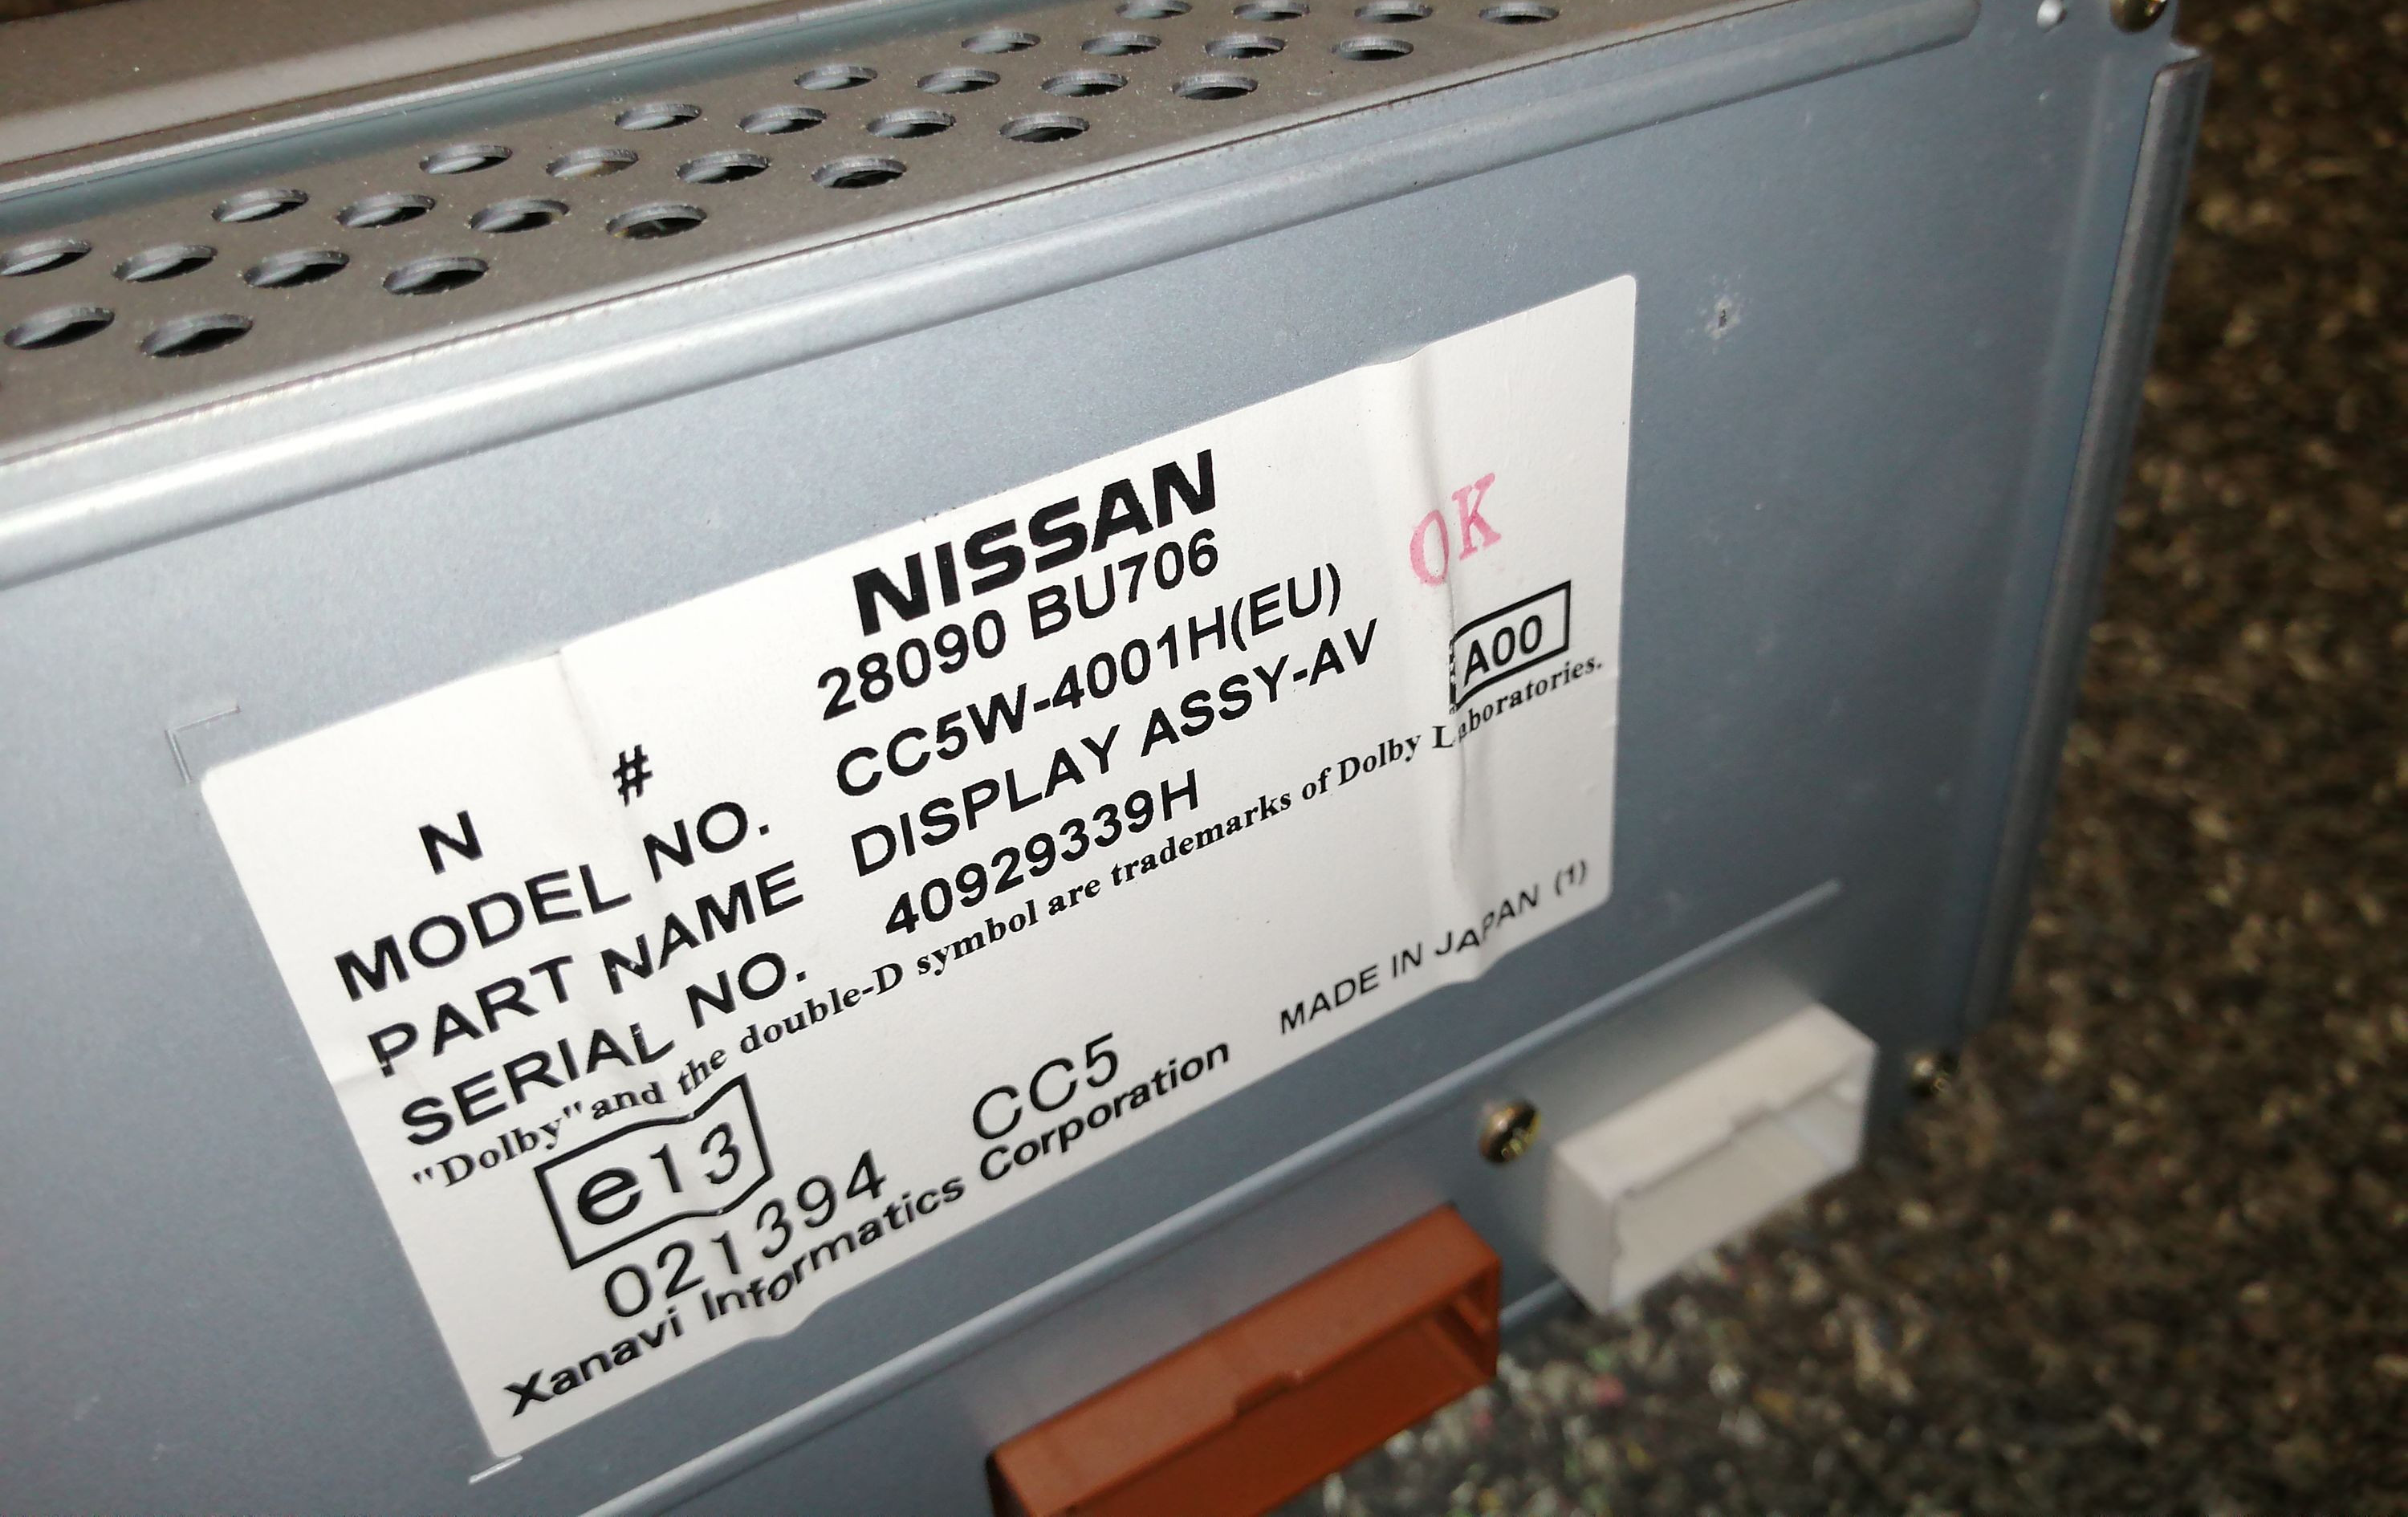 NISSAN
N # 28090 BU706
MODEL NO. CC5W-4001H(EU) OK
PART NAME DISPLAY ASSY-AV A00
SERIAL NO. 40929339H
"Dolby"and the double-D symbol are trademarks of Dolby Laboratories.
e13
021394 CC5
Xanavi Informatics Corporation MADE IN JAPAN (1)